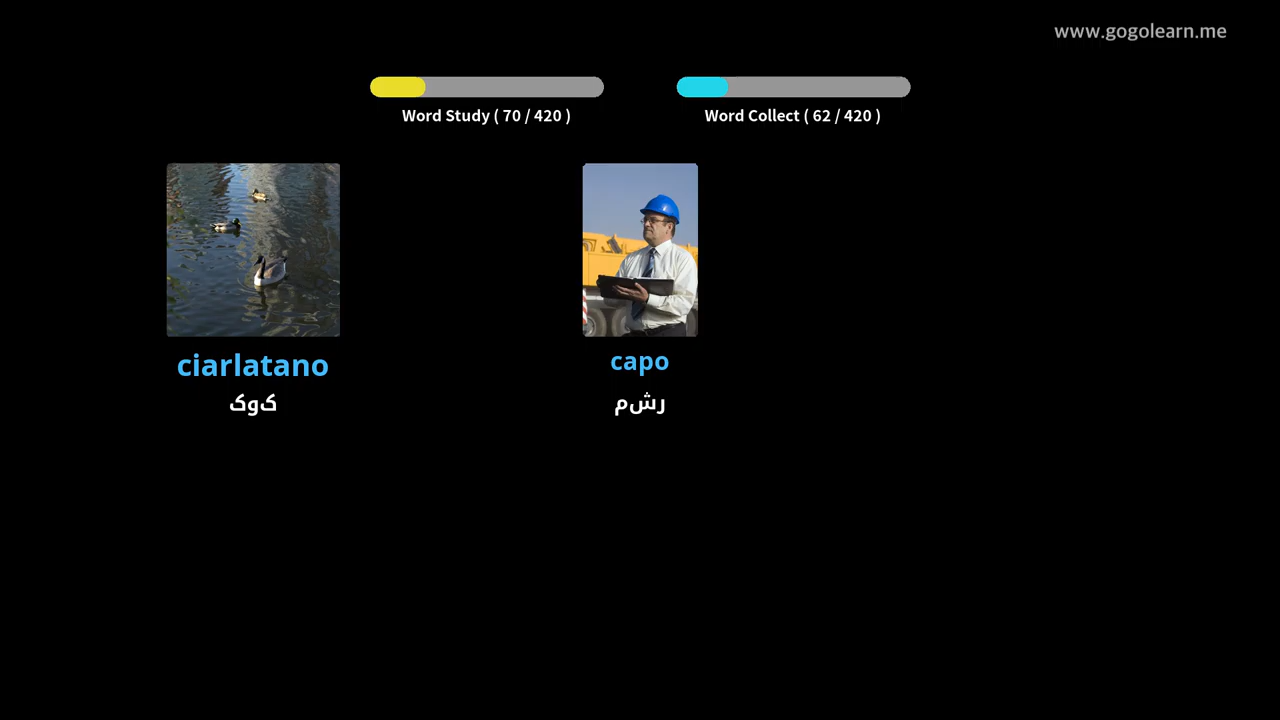 www.gogolearn.me
Word Study ( 70 / 420 )
Word Collect ( 62 / 420 )
ciarlatano
کوک
capo
رشم